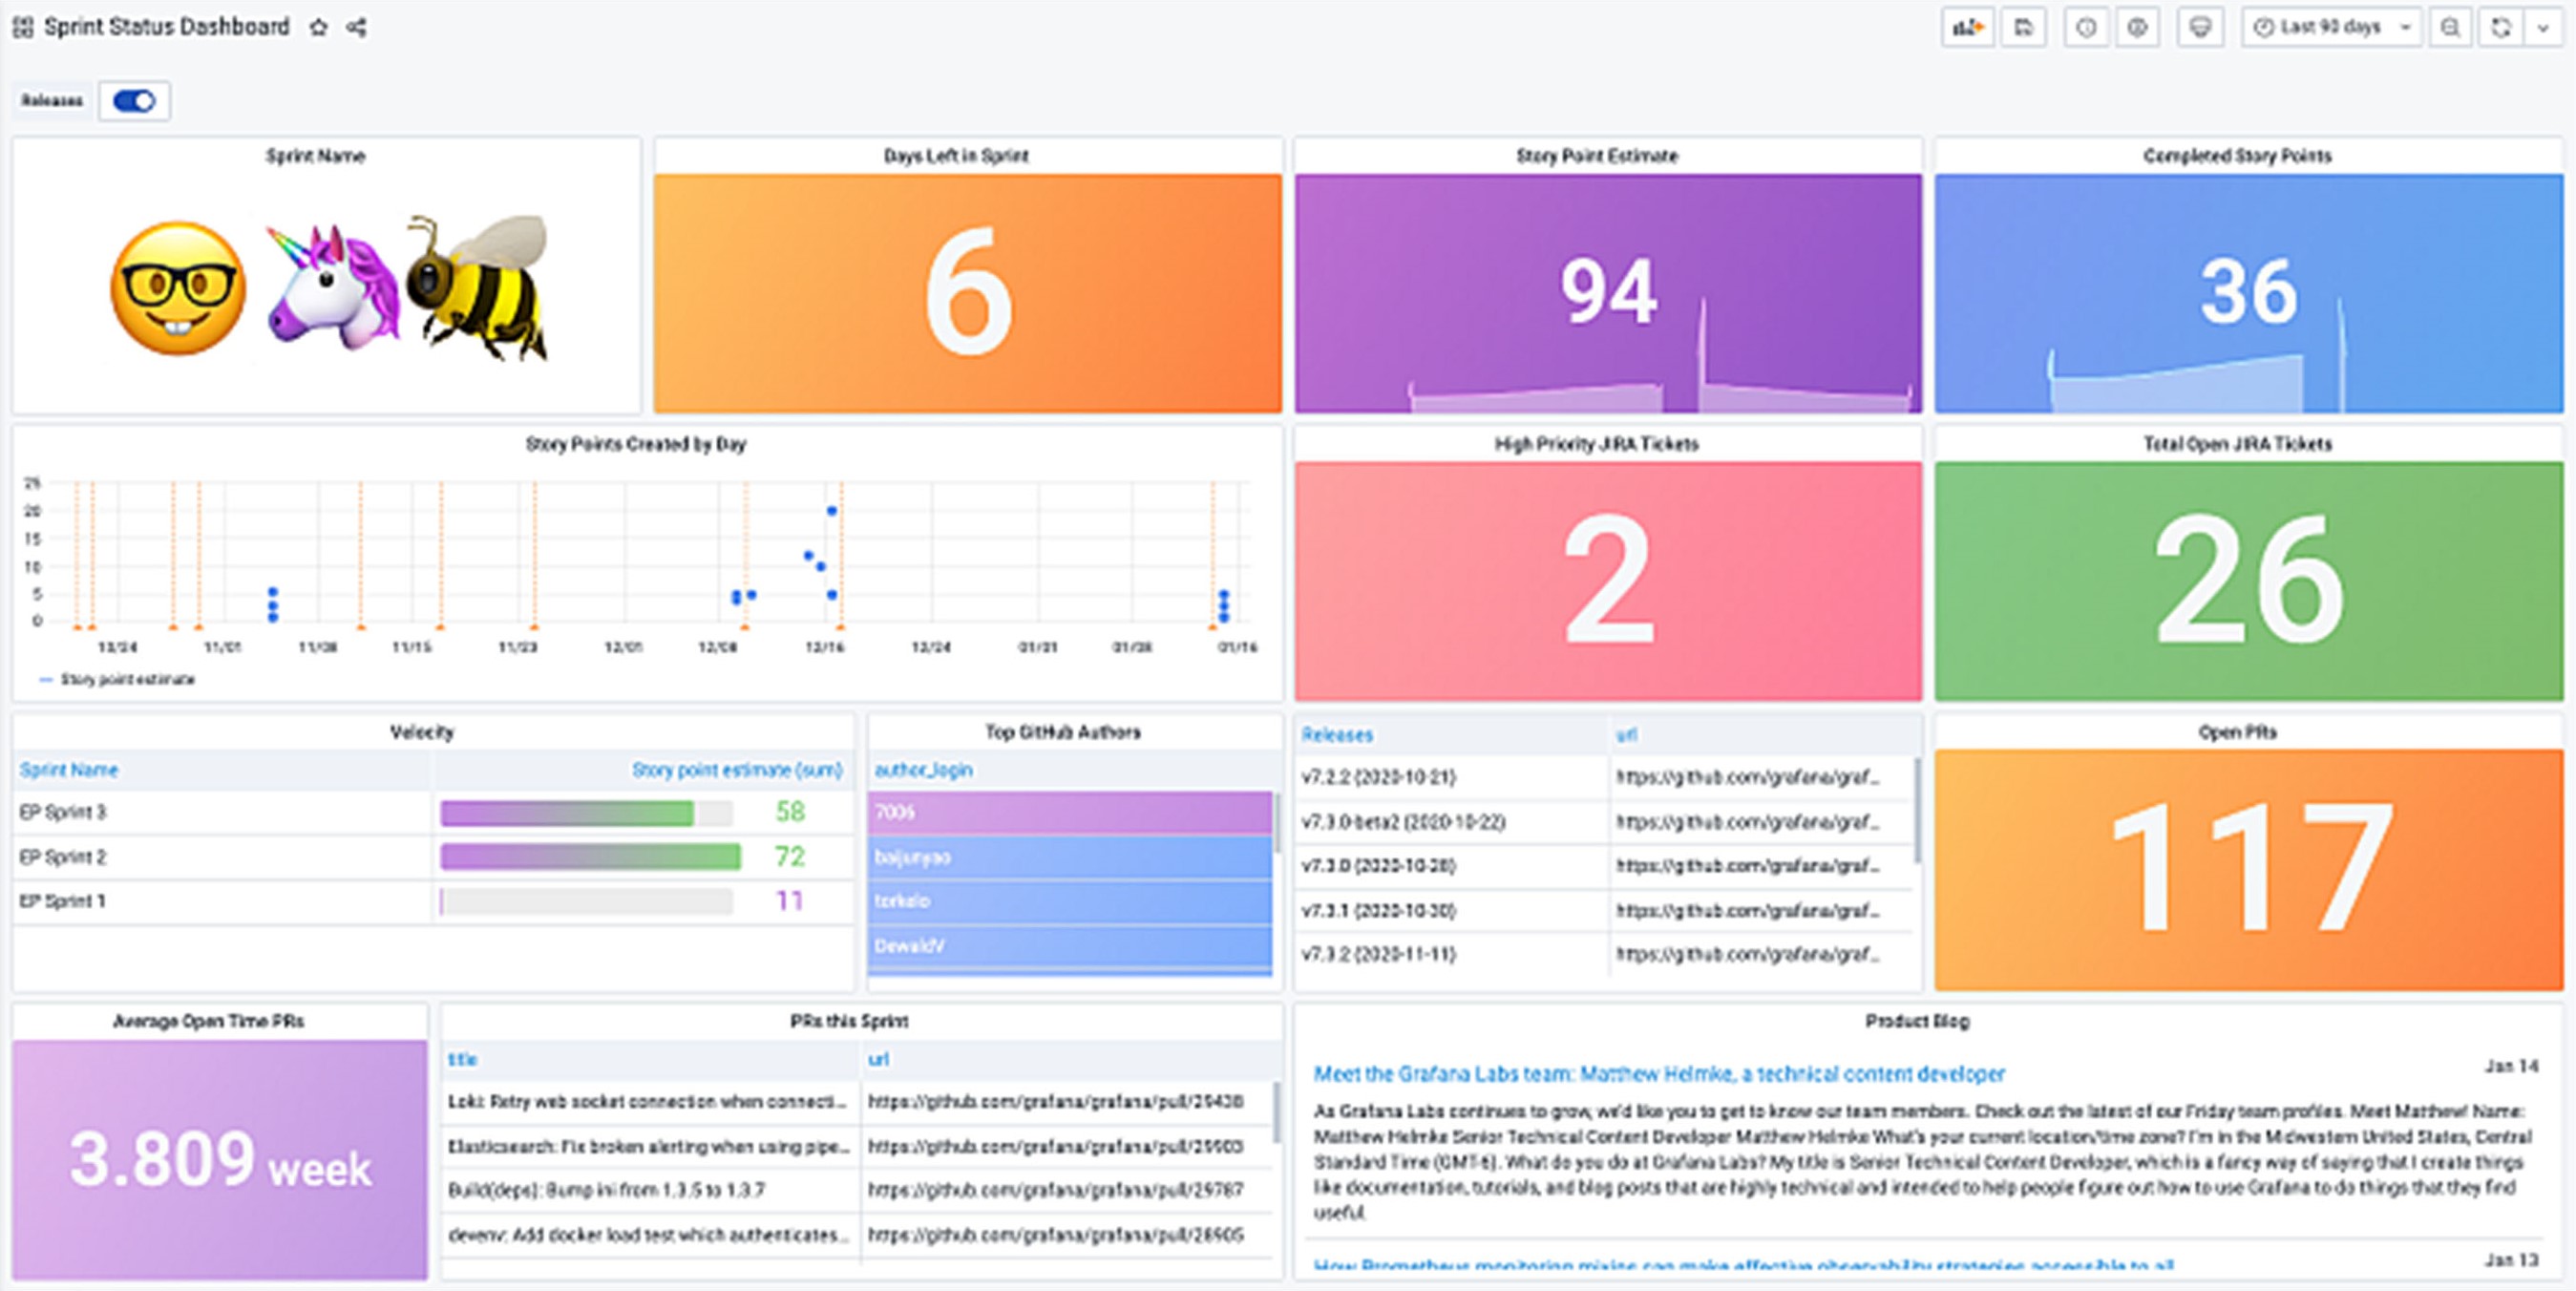 Sprint Status Dashboard
Last 90 days
Releases
Sprint Name
Days Left in Sprint
Story Point Estimate
Completed Story Points
6
94
36
Story Points Created by Day
High Priority JIRA Tickets
Total Open JIRA Tickets
25
20
15
10
5
0
10/24
11/01
11/08
11/15
11/23
12/01
12/08
12/16
12/24
01/16
Story point estimate
2
26
Velocity
Top GitHub Authors
Releases
url
Open PRs
Sprint Name
Story point estimate (sum)
EP Sprint 3
58
EP Sprint 2
72
EP Sprint 1
11
author_login
7006
baijunyao
torkelo
DewaldV
v7.2.2 (2020-10-21)
https://github.com/grafana/graf...
v7.3.0-beta2 (2020-10-22)
https://github.com/grafana/graf...
v7.3.0 (2020-10-28)
https://github.com/grafana/graf...
v7.3.1 (2020-10-30)
https://github.com/grafana/graf...
v7.3.2 (2020-11-11)
https://github.com/grafana/graf...
117
Average Open Time PRs
3.809 week
PRs this Sprint
title
url
Loki: Retry web socket connection when connecti...
https://github.com/grafana/grafana/pull/29438
Elasticsearch: Fix broken alerting when using pipe...
https://github.com/grafana/grafana/pull/29903
Build(deps): Bump ini from 1.3.5 to 1.3.7
https://github.com/grafana/grafana/pull/29787
devenv: Add docker load test which authenticates...
https://github.com/grafana/grafana/pull/28905
Product Blog
Meet the Grafana Labs team: Matthew Helmke, a technical content developer
Jan 14
As Grafana Labs continues to grow, we'd like you to get to know our team members. Check out the latest of our Friday team profiles. Meet Matthew! Name:
Matthew Helmke Senior Technical Content Developer Matthew Helmke What's your current location/time zone? I'm in the Midwestern United States, Central
Standard Time (GMT-6). What do you do at Grafana Labs? My title is Senior Technical Content Developer, which is a fancy way of saying that I create things
like documentation, tutorials, and blog posts that are highly technical and intended to help people figure out how to use Grafana to do things that they find
useful.
How Prometheus monitoring mixins can make effective observability strategies accessible to all
Jan 13